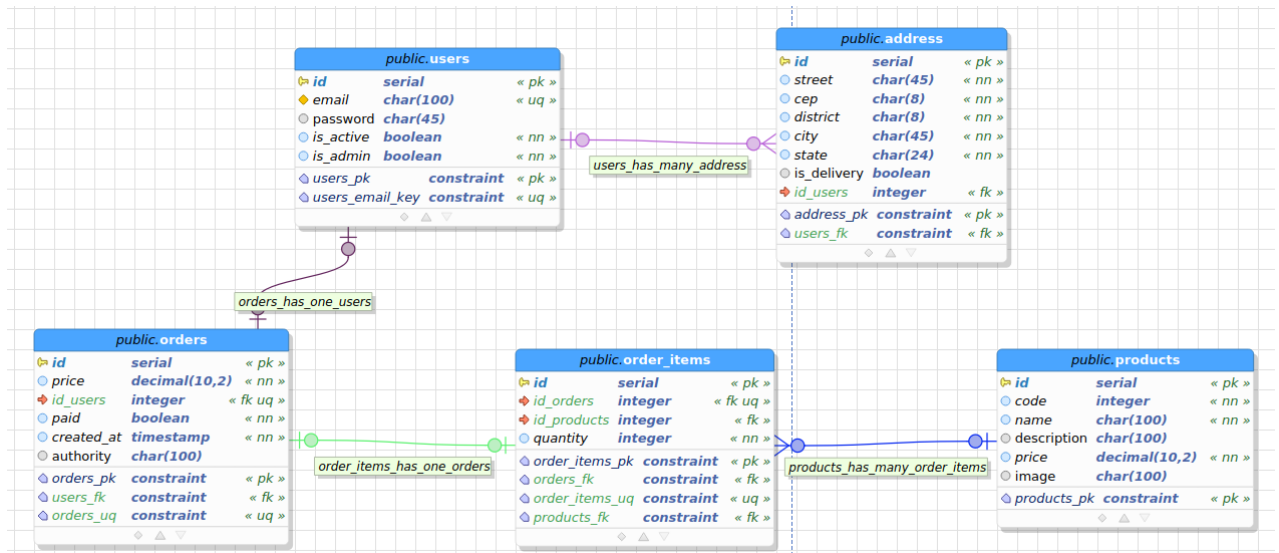 public.users
id serial « pk »
email char(100) « uq »
password char(45)
is_active boolean « nn »
is_admin boolean « nn »
users_pk constraint « pk »
users_email_key constraint « uq »
public.address
id serial « pk »
street char(45) « nn »
cep char(8) « nn »
district char(8) « nn »
city char(45) « nn »
state char(24) « nn »
is_delivery boolean
id_users integer « fk »
address_pk constraint « pk »
users_fk constraint « fk »
users_has_many_address
orders_has_one_users
public.orders
id serial « pk »
price decimal(10,2) « nn »
id_users integer « fk uq »
paid boolean « nn »
created_at timestamp « nn »
authority char(100)
orders_pk constraint « pk »
users_fk constraint « fk »
orders_uq constraint « uq »
order_items_has_one_orders
public.order_items
id serial « pk »
id_orders integer « fk uq »
id_products integer « fk »
quantity integer « nn »
order_items_pk constraint « pk »
orders_fk constraint « fk »
order_items_uq constraint « uq »
products_fk constraint « fk »
products_has_many_order_items
public.products
id serial « pk »
code integer « nn »
name char(100) « nn »
description char(100)
price decimal(10,2) « nn »
image char(100)
products_pk constraint « pk »